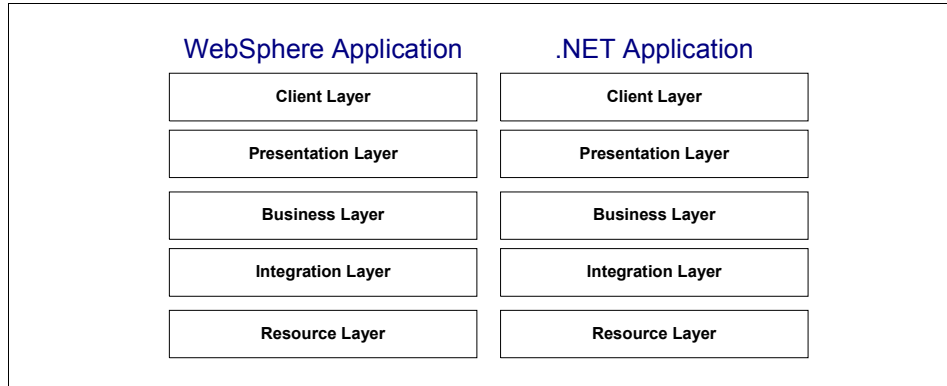 WebSphere Application
.NET Application
Client Layer
Client Layer
Presentation Layer
Presentation Layer
Business Layer
Business Layer
Integration Layer
Integration Layer
Resource Layer
Resource Layer